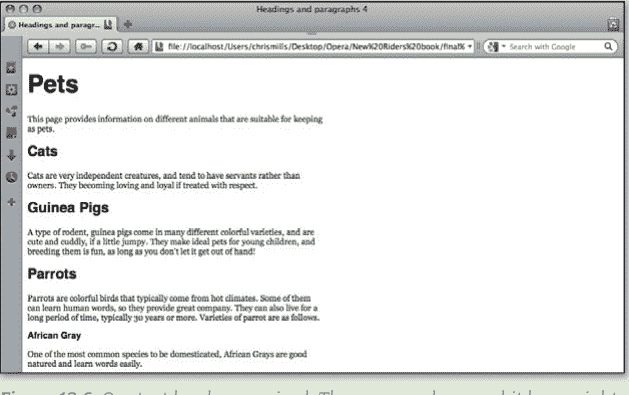 Headings and paragraphs 4
Headings and paragr...
file://localhost/Users/chrismills/Desktop/Opera/New%20Riders%20book/final%
Search with Google
Pets
This page provides information on different animals that are suitable for keeping
as pets.
Cats
Cats are very independent creatures, and tend to have servants rather than
owners. They becoming loving and loyal if treated with respect.
Guinea Pigs
A type of rodent, guinea pigs come in many different colorful varieties, and are
cute and cuddly, if a little jumpy. They make ideal pets for young children, and
breeding them is fun, as long as you don't let it get out of hand!
Parrots
Parrots are colorful birds that typically come from hot climates. Some of them
can learn human words, so they provide great company. They can also live for a
long period of time, typically 30 years or more. Varieties of parrot are as follows.
African Gray
One of the most common species to be domesticated, African Grays are good
natured and learn words easily.